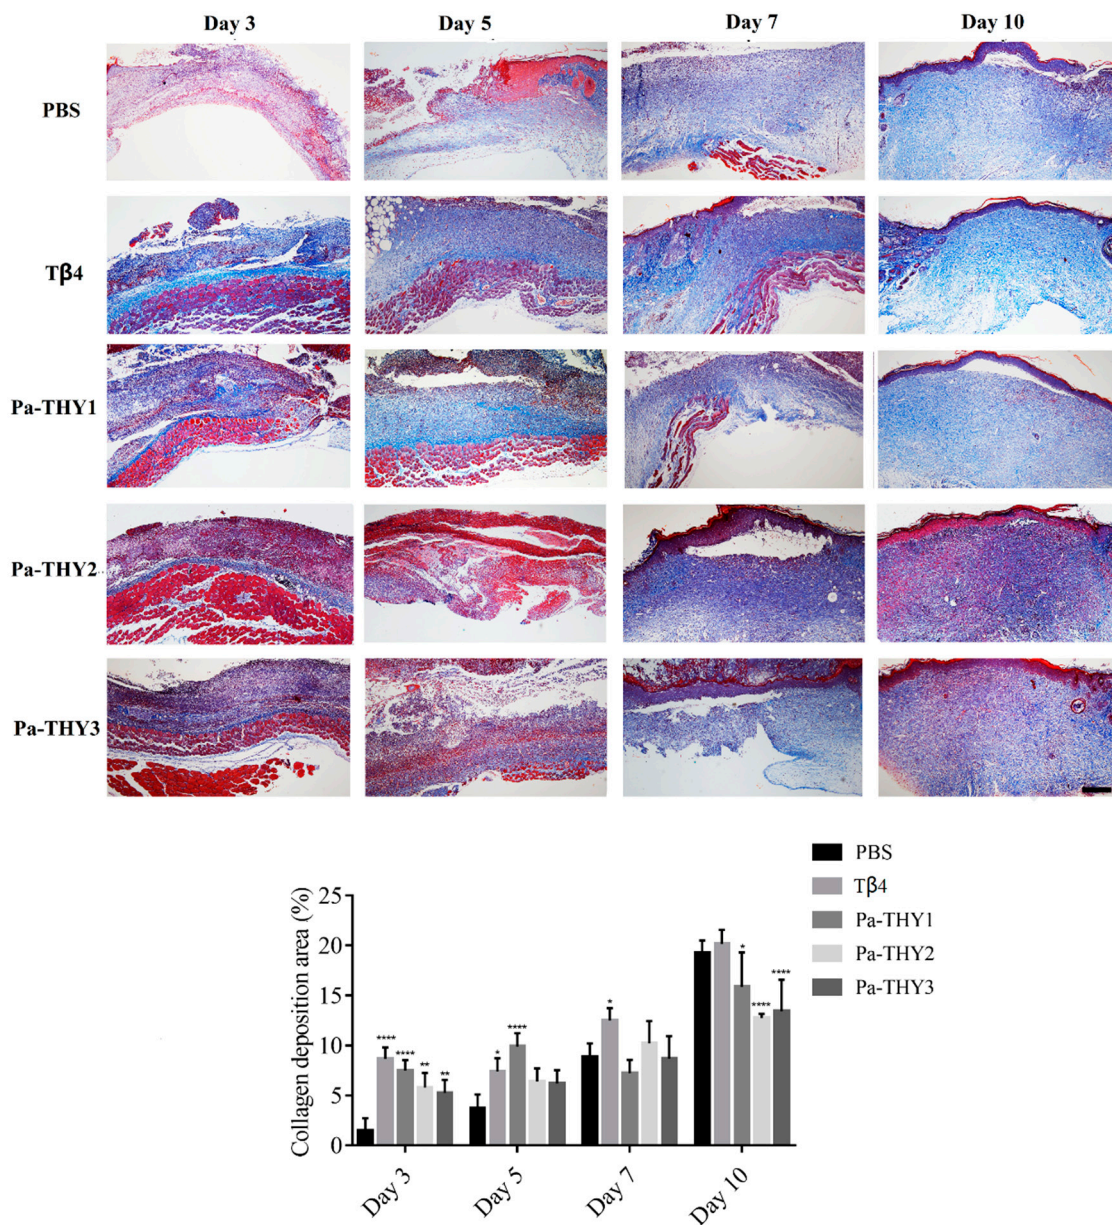 Day 3 Day 5 Day 7 Day 10
PBS
Tβ4
Pa-THY1
Pa-THY2
Pa-THY3
PBS
Tβ4
Pa-THY1
Pa-THY2
Pa-THY3
Collagen deposition area (%)
25
20
15
10
5
0
**** **** ** **
* ****
*
* **** ****
Day 3 Day 5 Day 7 Day 10